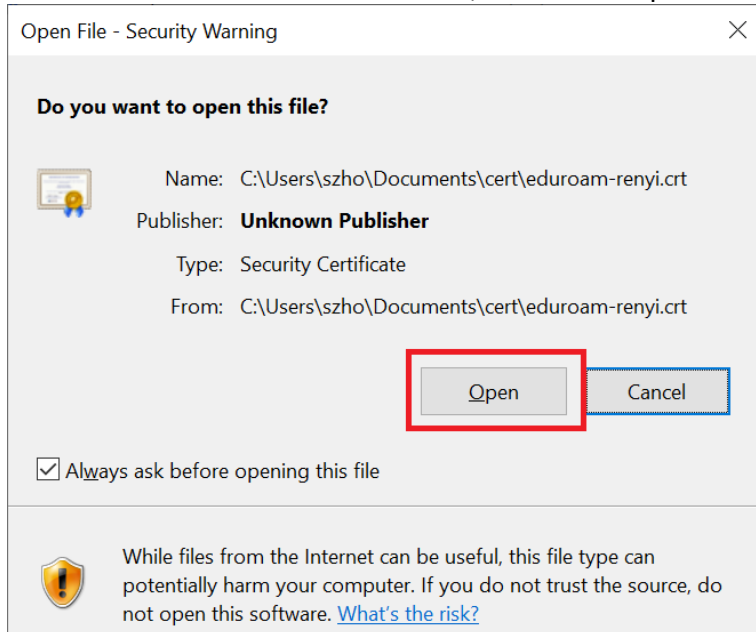 Open File - Security Warning
Do you want to open this file?
Name: C:\Users\szho\Documents\cert\eduroam-renyi.crt
Publisher: Unknown Publisher
Type: Security Certificate
From: C:\Users\szho\Documents\cert\eduroam-renyi.crt
Open Cancel
Always ask before opening this file
While files from the Internet can be useful, this file type can
potentially harm your computer. If you do not trust the source, do
not open this software. What's the risk?